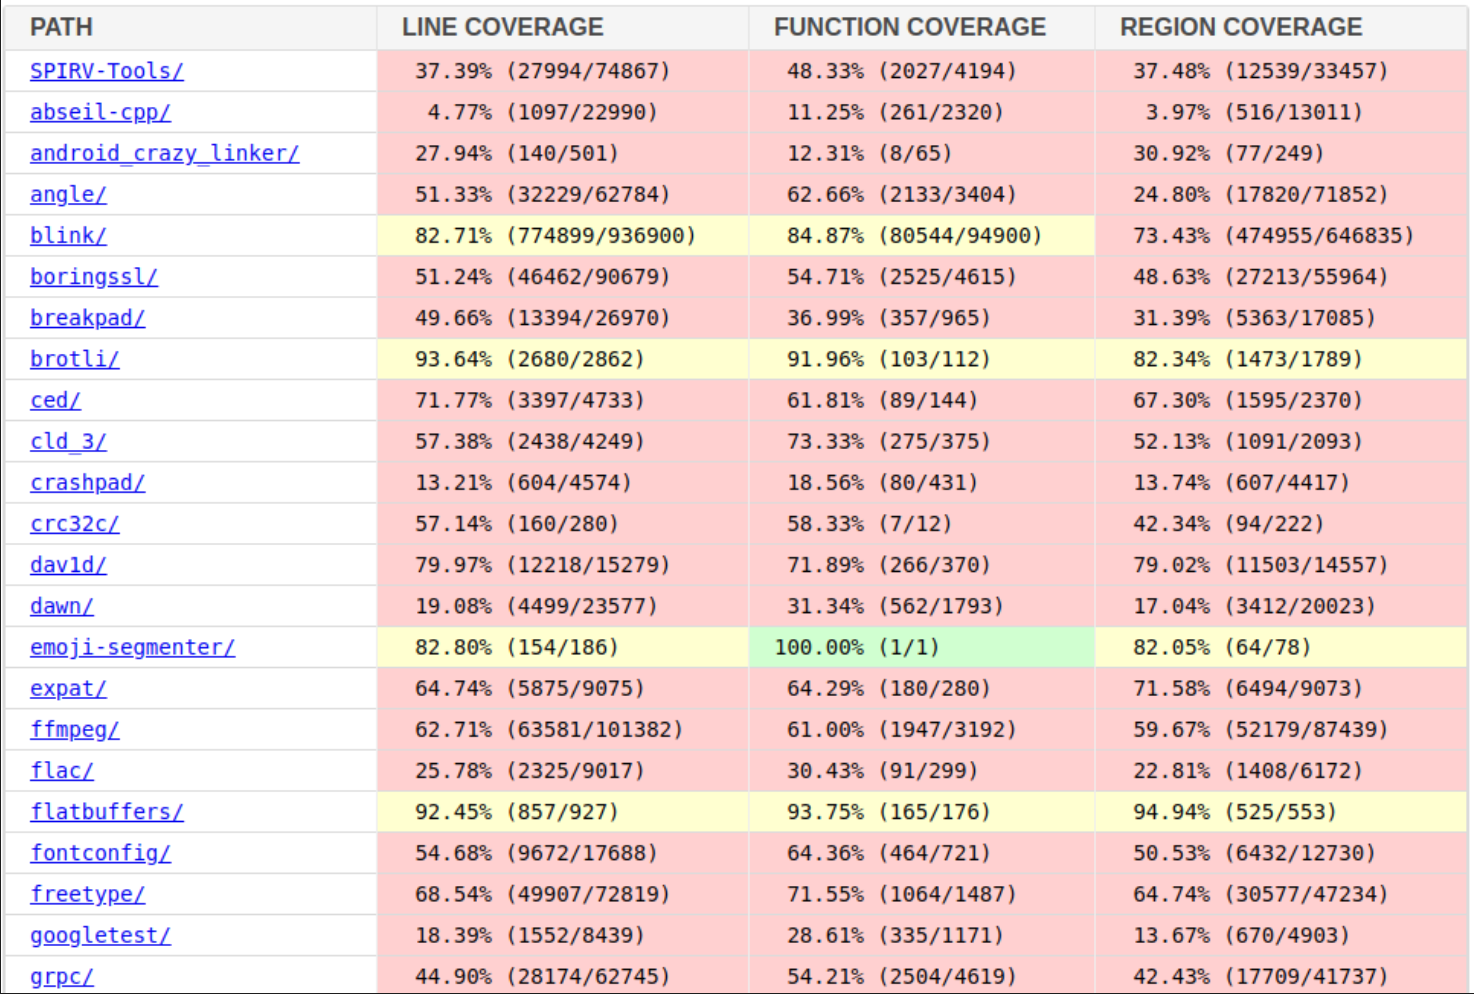 PATH LINE COVERAGE FUNCTION COVERAGE REGION COVERAGE
SPIRV-Tools/ 37.39% (27994/74867) 48.33% (2027/4194) 37.48% (12539/33457)
abseil-cpp/ 4.77% (1097/22990) 11.25% (261/2320) 3.97% (516/13011)
android_crazy_linker/ 27.94% (140/501) 12.31% (8/65) 30.92% (77/249)
angle/ 51.33% (32229/62784) 62.66% (2133/3404) 24.80% (17820/71852)
blink/ 82.71% (774899/936900) 84.87% (80544/94900) 73.43% (474955/646835)
boringssl/ 51.24% (46462/90679) 54.71% (2525/4615) 48.63% (27213/55964)
breakpad/ 49.66% (13394/26970) 36.99% (357/965) 31.39% (5363/17085)
brotli/ 93.64% (2680/2862) 91.96% (103/112) 82.34% (1473/1789)
ced/ 71.77% (3397/4733) 61.81% (89/144) 67.30% (1595/2370)
cld_3/ 57.38% (2438/4249) 73.33% (275/375) 52.13% (1091/2093)
crashpad/ 13.21% (604/4574) 18.56% (80/431) 13.74% (607/4417)
crc32c/ 57.14% (160/280) 58.33% (7/12) 42.34% (94/222)
dav1d/ 79.97% (12218/15279) 71.89% (266/370) 79.02% (11503/14557)
dawn/ 19.08% (4499/23577) 31.34% (562/1793) 17.04% (3412/20023)
emoji-segmenter/ 82.80% (154/186) 100.00% (1/1) 82.05% (64/78)
expat/ 64.74% (5875/9075) 64.29% (180/280) 71.58% (6494/9073)
ffmpeg/ 62.71% (63581/101382) 61.00% (1947/3192) 59.67% (52179/87439)
flac/ 25.78% (2325/9017) 30.43% (91/299) 22.81% (1408/6172)
flatbuffers/ 92.45% (857/927) 93.75% (165/176) 94.94% (525/553)
fontconfig/ 54.68% (9672/17688) 64.36% (464/721) 50.53% (6432/12730)
freetype/ 68.54% (49907/72819) 71.55% (1064/1487) 64.74% (30577/47234)
googletest/ 18.39% (1552/8439) 28.61% (335/1171) 13.67% (670/4903)
grpc/ 44.90% (28174/62745) 54.21% (2504/4619) 42.43% (17709/41737)